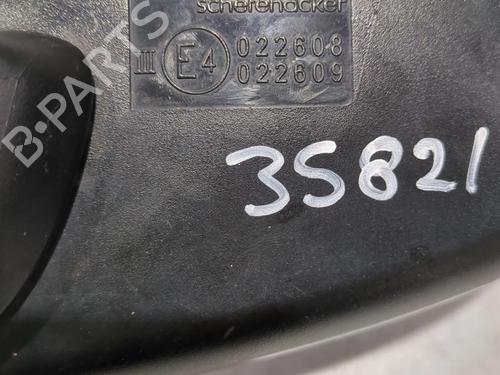 schefenacker
III E4 022608
022609
B-PARTS
35821